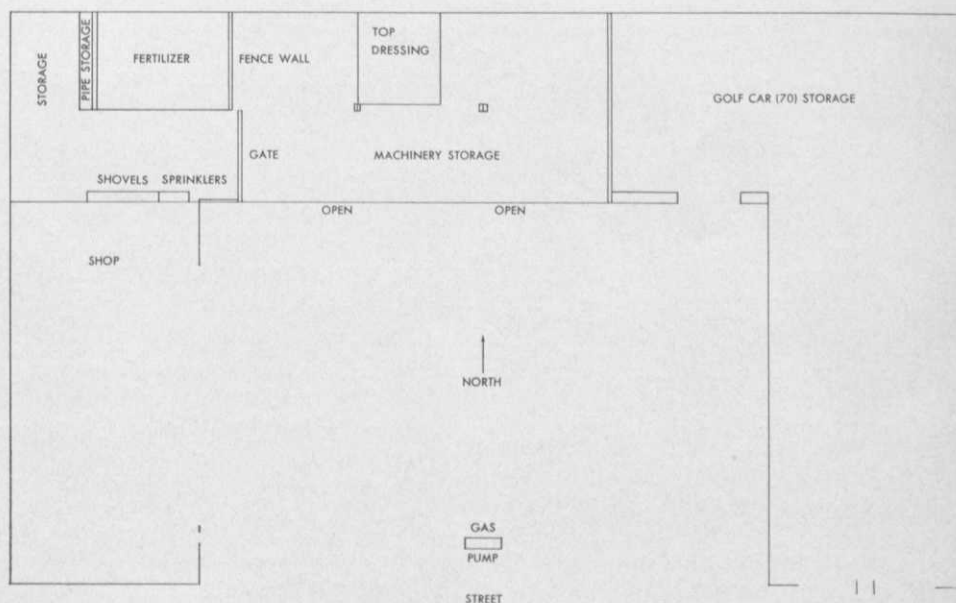 STORAGE
PIPE STORAGE
FERTILIZER
FENCE WALL
TOP
DRESSING
GOLF CAR (70) STORAGE
GATE
MACHINERY STORAGE
SHOVELS
SPRINKLERS
OPEN
OPEN
SHOP
NORTH
GAS
PUMP
STREET